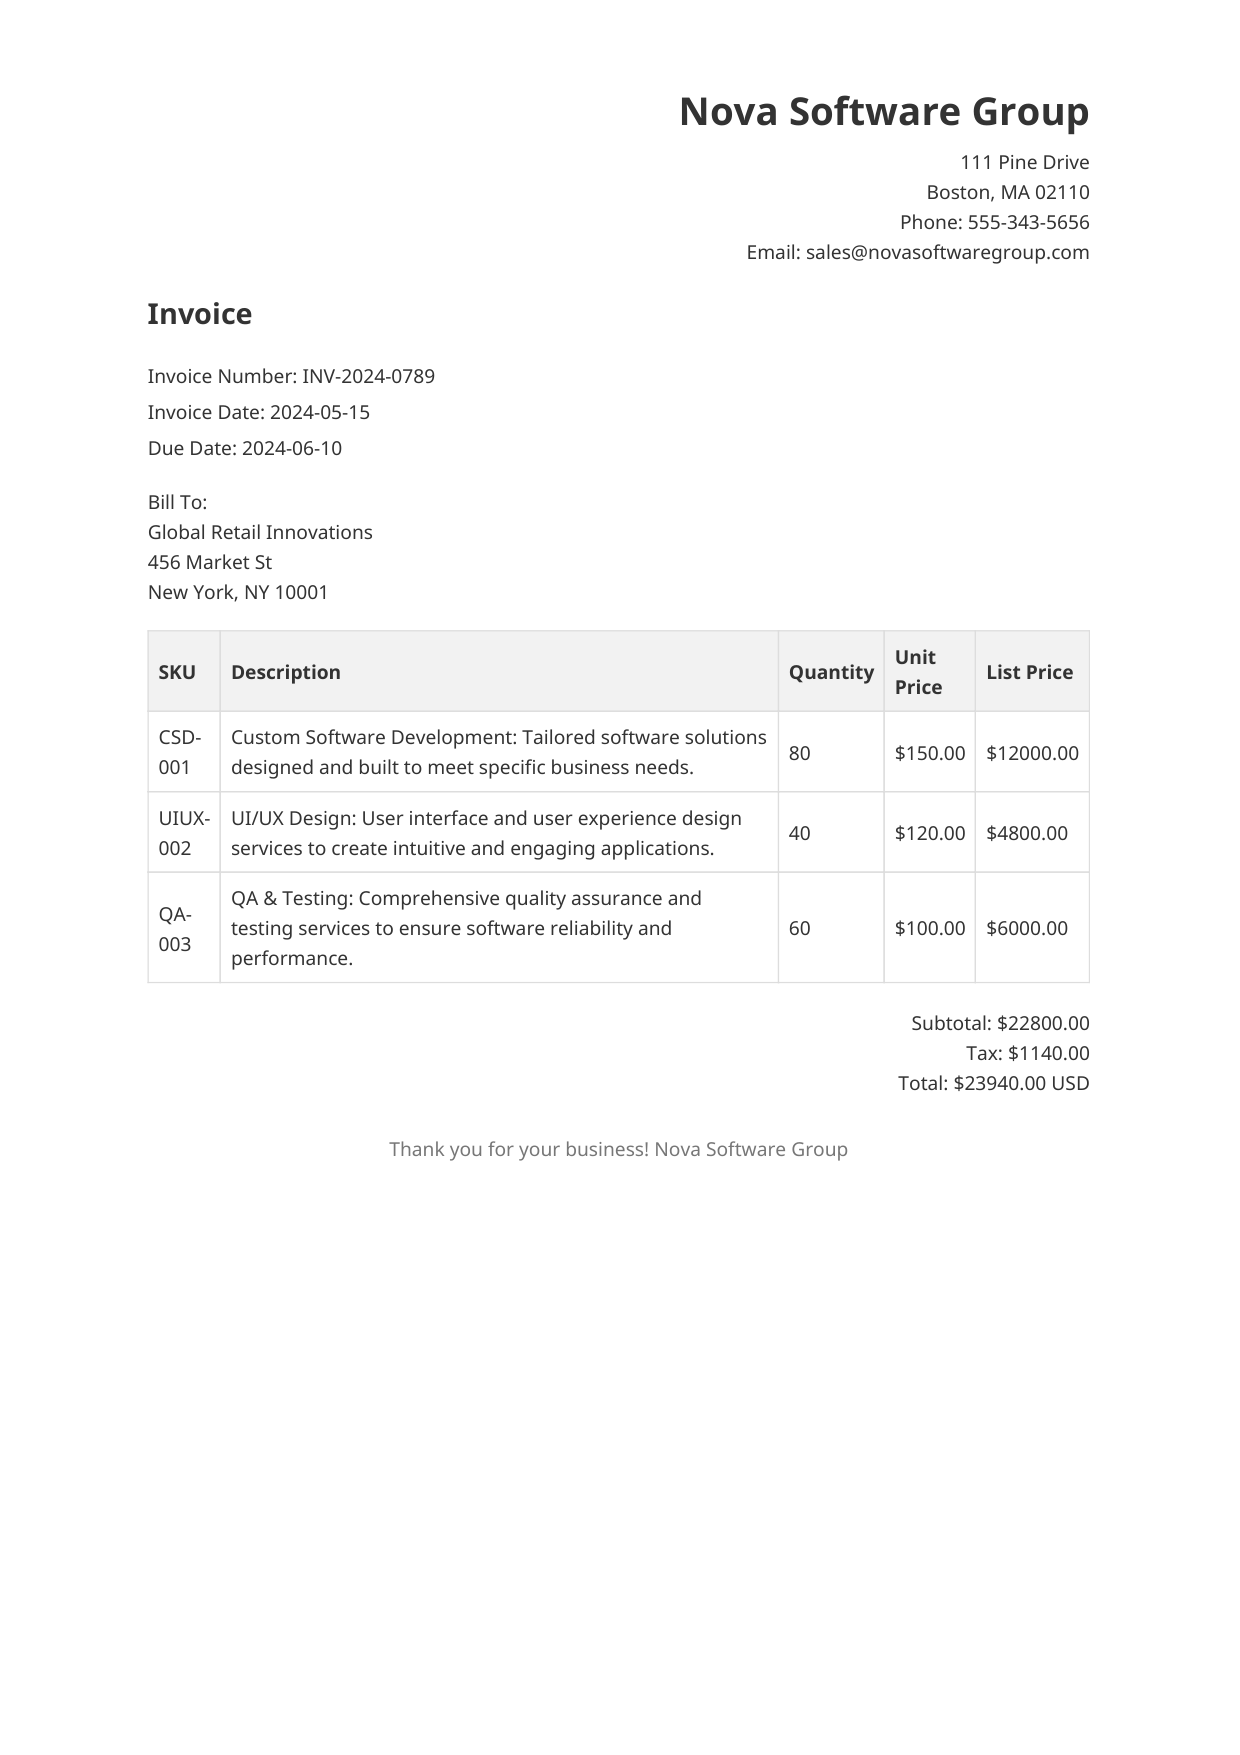 Nova Software Group
111 Pine Drive
Boston, MA 02110
Phone: 555-343-5656
Email: sales@novasoftwaregroup.com
Invoice
Invoice Number: INV-2024-0789
Invoice Date: 2024-05-15
Due Date: 2024-06-10
Bill To:
Global Retail Innovations
456 Market St
New York, NY 10001
SKU Description Quantity Unit Price List Price
CSD-001 Custom Software Development: Tailored software solutions
designed and built to meet specific business needs. 80 $150.00 $12000.00
UIUX-002 UI/UX Design: User interface and user experience design
services to create intuitive and engaging applications. 40 $120.00 $4800.00
QA-003 QA & Testing: Comprehensive quality assurance and
testing services to ensure software reliability and
performance. 60 $100.00 $6000.00
Subtotal: $22800.00
Tax: $1140.00
Total: $23940.00 USD
Thank you for your business! Nova Software Group